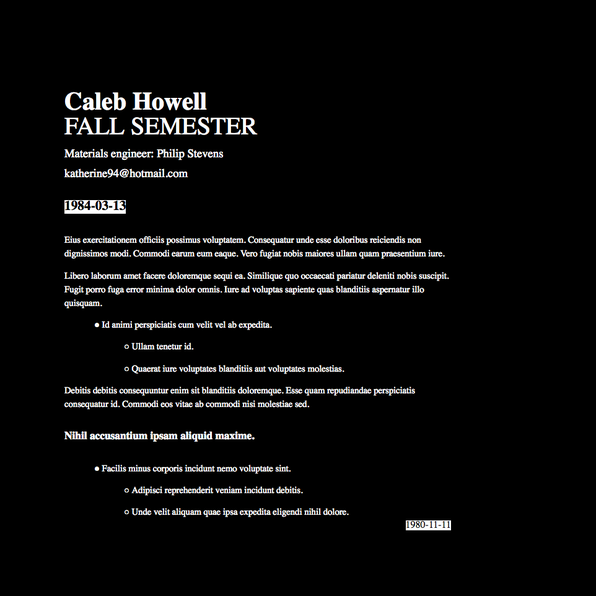 Caleb Howell
FALL SEMESTER
Materials engineer: Philip Stevens
katherine94@hotmail.com
1984-03-13
Eius exercitationem officiis possimus voluptatem. Consequatur unde esse doloribus reiciendis non
dignissimos modi. Commodi earum eum eaque. Vero fugiat nobis maiores ullam quam praesentium iure.
Libero laborum amet facere doloremque sequi ea. Similique quo occaecati pariatur deleniti nobis suscipit.
Fugit porro fuga error minima dolor omnis. Iure ad voluptas sapiente quas blanditiis aspernatur illo
quisquam.
Id animi perspiciatis cum velit vel ab expedita.
Ullam tenetur id.
Quaerat iure voluptates blanditiis aut voluptates molestias.
Debitis debitis consequuntur enim sit blanditiis doloremque. Esse quam repudiandae perspiciatis
consequatur id. Commodi eos vitae ab commodi nisi molestiae sed.
Nihil accusantium ipsam aliquid maxime.
Facilis minus corporis incidunt nemo voluptate sint.
Adipisci reprehenderit veniam incidunt debitis.
Unde velit aliquam quae ipsa expedita eligendi nihil dolore.
1980-11-11